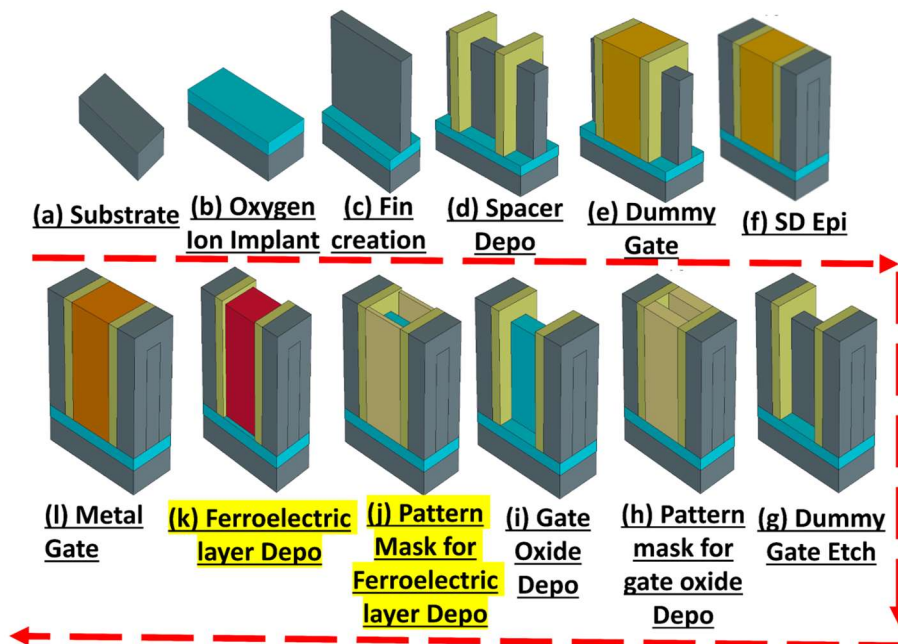 (a) Substrate
(b) Oxygen
Ion Implant
(c) Fin
creation
(d) Spacer
Depo
(e) Dummy
Gate
(f) SD Epi
(l) Metal
Gate
(k) Ferroelectric
layer Depo
(j) Pattern
Mask for
Ferroelectric
layer Depo
(i) Gate
Oxide
Depo
(h) Pattern
mask for
gate oxide
Depo
(g) Dummy
Gate Etch